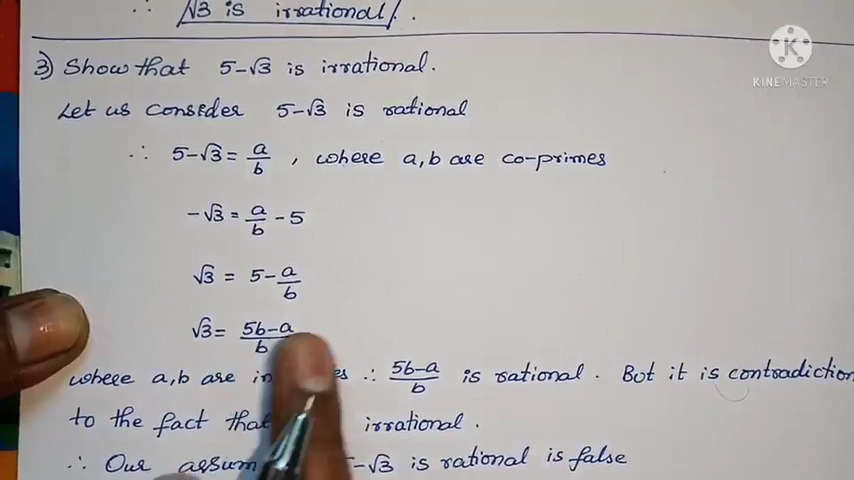 ∴ √3 is irrational.
K
KINEMASTER
3) Show that 5-√3 is irrational.
Let us consider 5-√3 is rational
∴ 5-√3 = a/b , where a,b are co-primes
-√3 = a/b - 5
√3 = 5 - a/b
√3 = 5b-a/b
where a,b are ∴ 5b-a/b is rational. But it is contradiction
to the fact that irrational.
∴ Our -√3 is rational is false